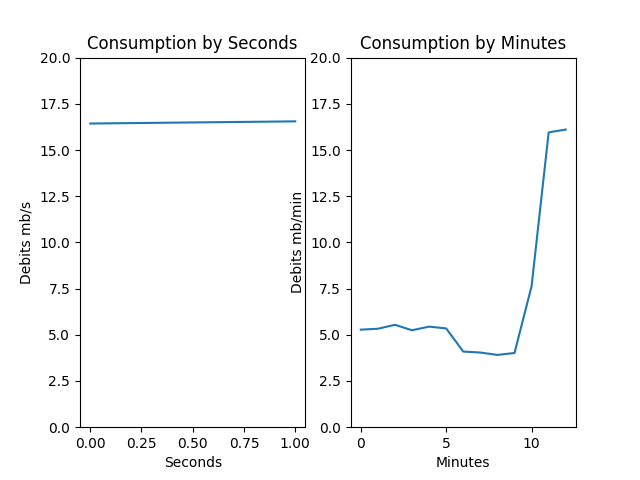 Consumption by Seconds
20.0
17.5
15.0
12.5
10.0
7.5
5.0
2.5
0.0
Debits mb/s
0.00 0.25 0.50 0.75 1.00
Seconds
Consumption by Minutes
20.0
17.5
15.0
12.5
10.0
7.5
5.0
2.5
0.0
Debits mb/min
0 5 10
Minutes